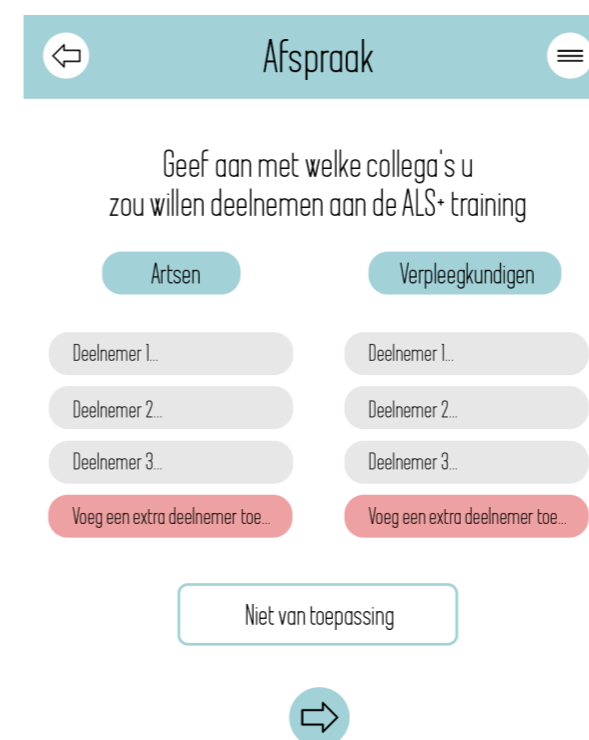 Afspraak
Geef aan met welke collega's u
zou willen deelnemen aan de ALS+ training
Artsen
Verpleegkundigen
Deelnemer 1...
Deelnemer 1...
Deelnemer 2...
Deelnemer 2...
Deelnemer 3...
Deelnemer 3...
Voeg een extra deelnemer toe...
Voeg een extra deelnemer toe...
Niet van toepassing